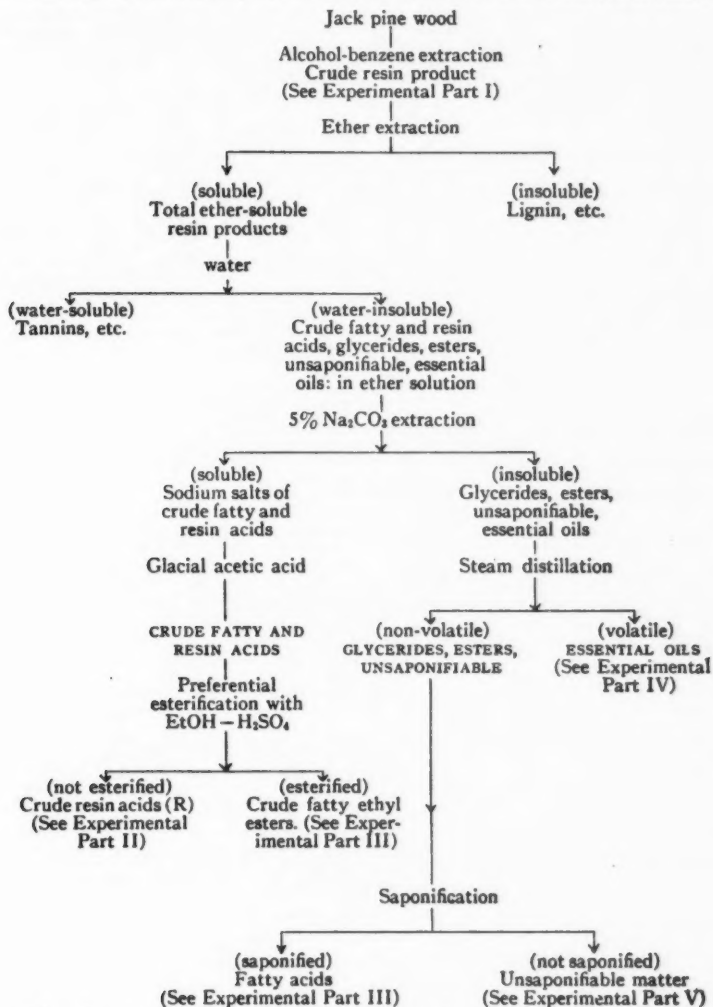 Jack pine wood
Alcohol-benzene extraction
Crude resin product
(See Experimental Part I)
Ether extraction
(soluble)
Total ether-soluble
resin products
(insoluble)
Lignin, etc.
water
(water-soluble)
Tannins, etc.
(water-insoluble)
Crude fatty and resin
acids, glycerides, esters,
unsaponifiable, essential
oils: in ether solution
5% Na₂CO₃ extraction
(soluble)
Sodium salts of
crude fatty and
resin acids
(insoluble)
Glycerides, esters,
unsaponifiable,
essential oils
Glacial acetic acid
Steam distillation
CRUDE FATTY AND
RESIN ACIDS
(non-volatile)
GLYCERIDES, ESTERS,
UNSAPONIFIABLE
(volatile)
ESSENTIAL OILS
(See Experimental
Part IV)
Preferential
esterification with
EtOH — H₂SO₄
(not esterified)
Crude resin acids (R)
(See Experimental
Part II)
(esterified)
Crude fatty ethyl
esters. (See Exper-
imental Part III)
Saponification
(saponified)
Fatty acids
(See Experimental Part III)
(not saponified)
Unsaponifiable matter
(See Experimental Part V)